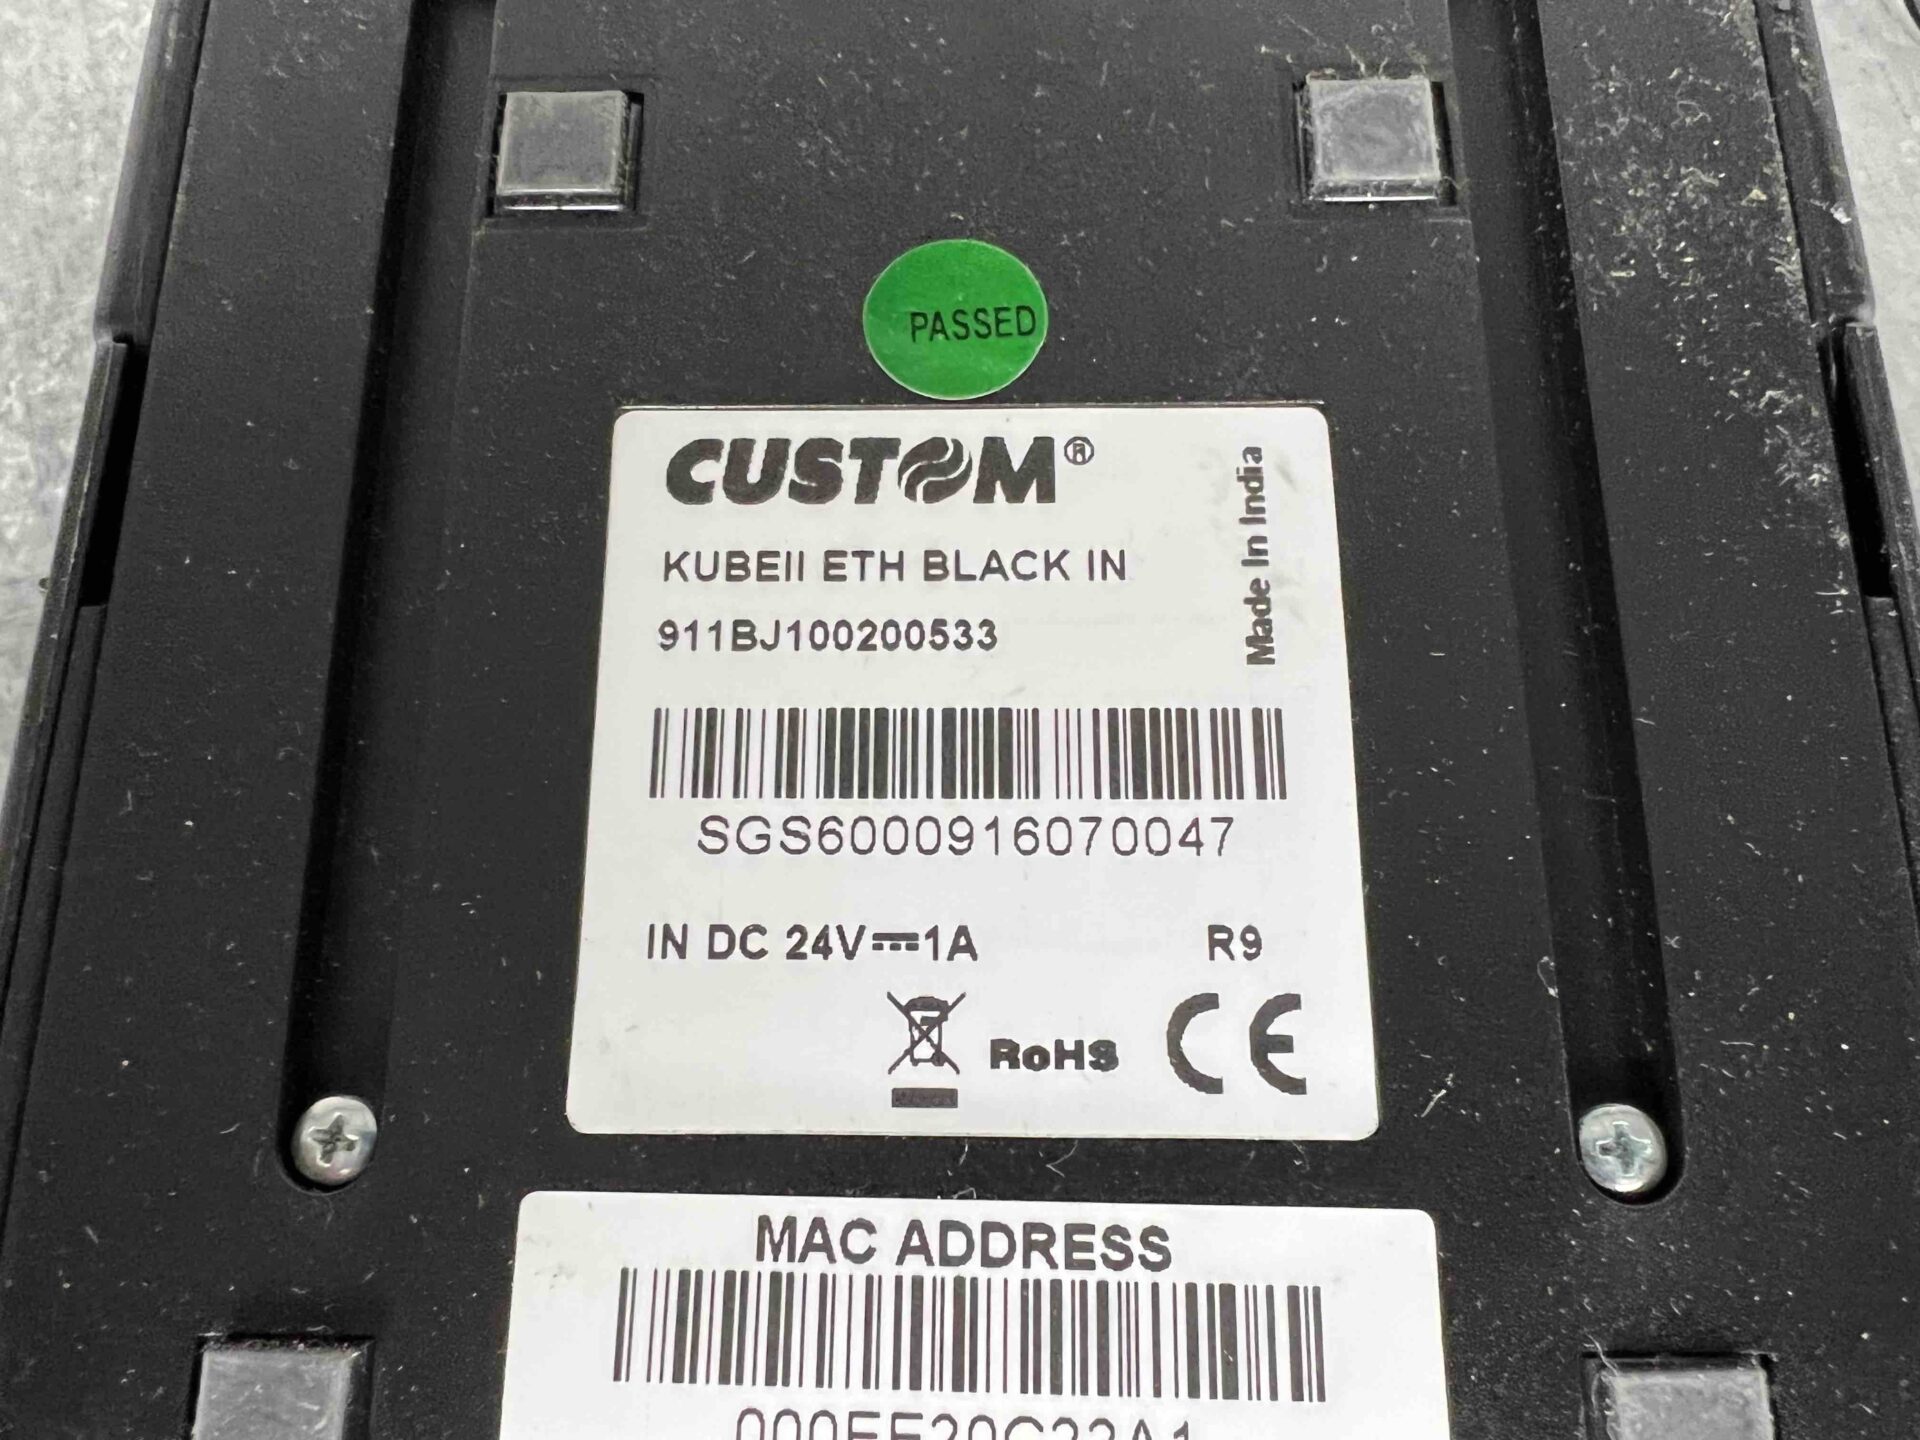 PASSED
CUSTOM®
Made In India
KUBEII ETH BLACK IN
911BJ100200533
SGS6000916070047
IN DC 24V⎓1A
R9
RoHS
CE
MAC ADDRESS